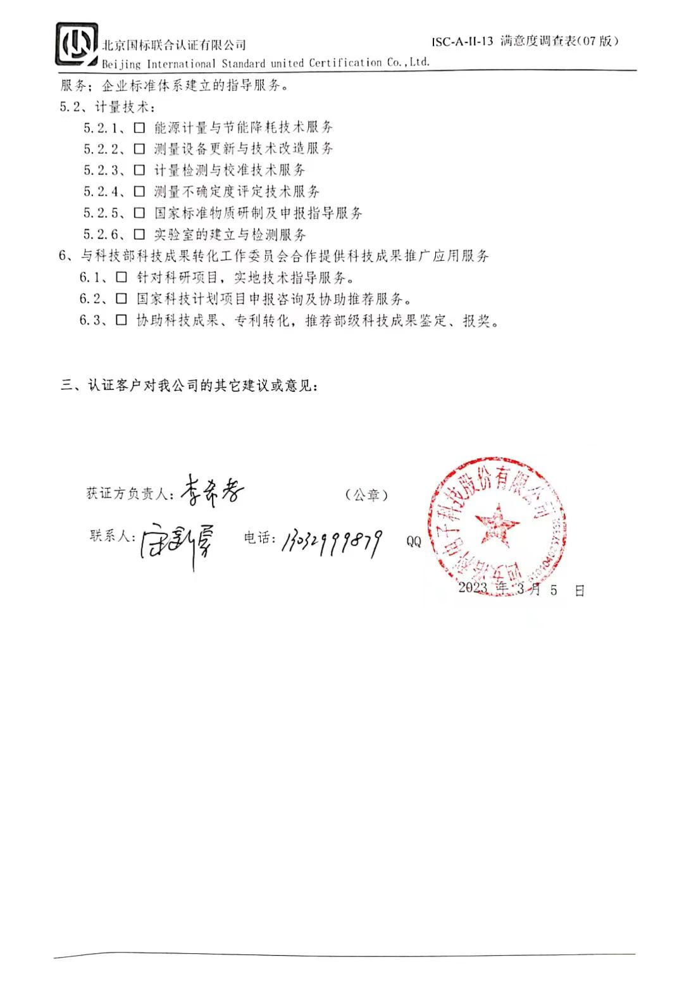 北京国标联合认证有限公司
ISC-A-II-13 满意度调查表(07版)
Beijing International Standard united Certification Co.,Ltd.
服务；企业标准体系建立的指导服务。
5.2、计量技术：
5.2.1、□ 能源计量与节能降耗技术服务
5.2.2、□ 测量设备更新与技术改造服务
5.2.3、□ 计量检测与校准技术服务
5.2.4、□ 测量不确定度评定技术服务
5.2.5、□ 国家标准物质研制及申报指导服务
5.2.6、□ 实验室的建立与检测服务
6、与科技部科技成果转化工作委员会合作提供科技成果推广应用服务
6.1、□ 针对科研项目，实地技术指导服务。
6.2、□ 国家科技计划项目申报咨询及协助推荐服务。
6.3、□ 协助科技成果、专利转化，推荐部级科技成果鉴定、报奖。
三、认证客户对我公司的其它建议或意见：
获证方负责人：李希孝 （公章）
联系人： 电话：13032999879 QQ
电子科技股份有限公司
2023 年 3 月 5 日